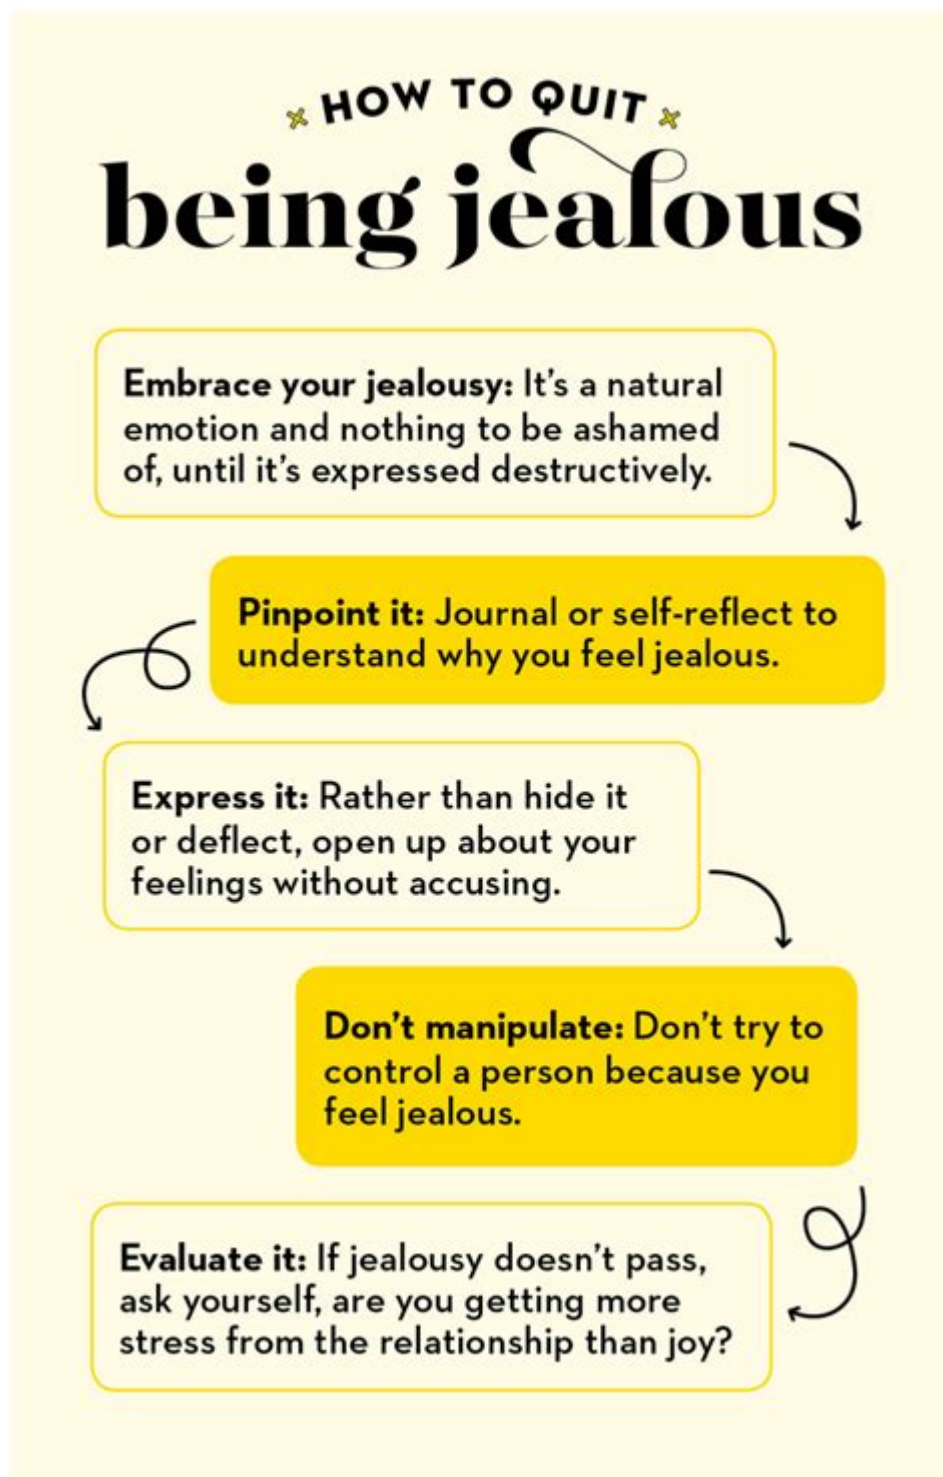 HOW TO QUIT
being jealous
Embrace your jealousy: It's a natural
emotion and nothing to be ashamed
of, until it's expressed destructively.
Pinpoint it: Journal or self-reflect to
understand why you feel jealous.
Express it: Rather than hide it
or deflect, open up about your
feelings without accusing.
Don't manipulate: Don't try to
control a person because you
feel jealous.
Evaluate it: If jealousy doesn't pass,
ask yourself, are you getting more
stress from the relationship than joy?